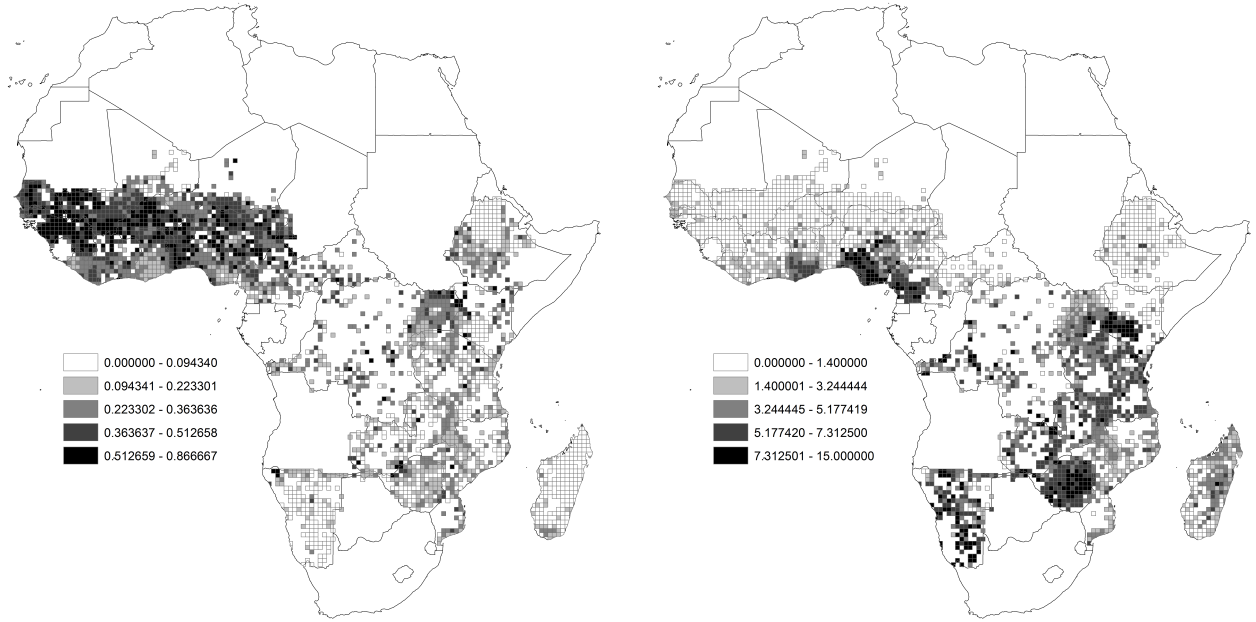 0.000000 - 0.094340
0.094341 - 0.223301
0.223302 - 0.363636
0.363637 - 0.512658
0.512659 - 0.866667
0.000000 - 1.400000
1.400001 - 3.244444
3.244445 - 5.177419
5.177420 - 7.312500
7.312501 - 15.000000